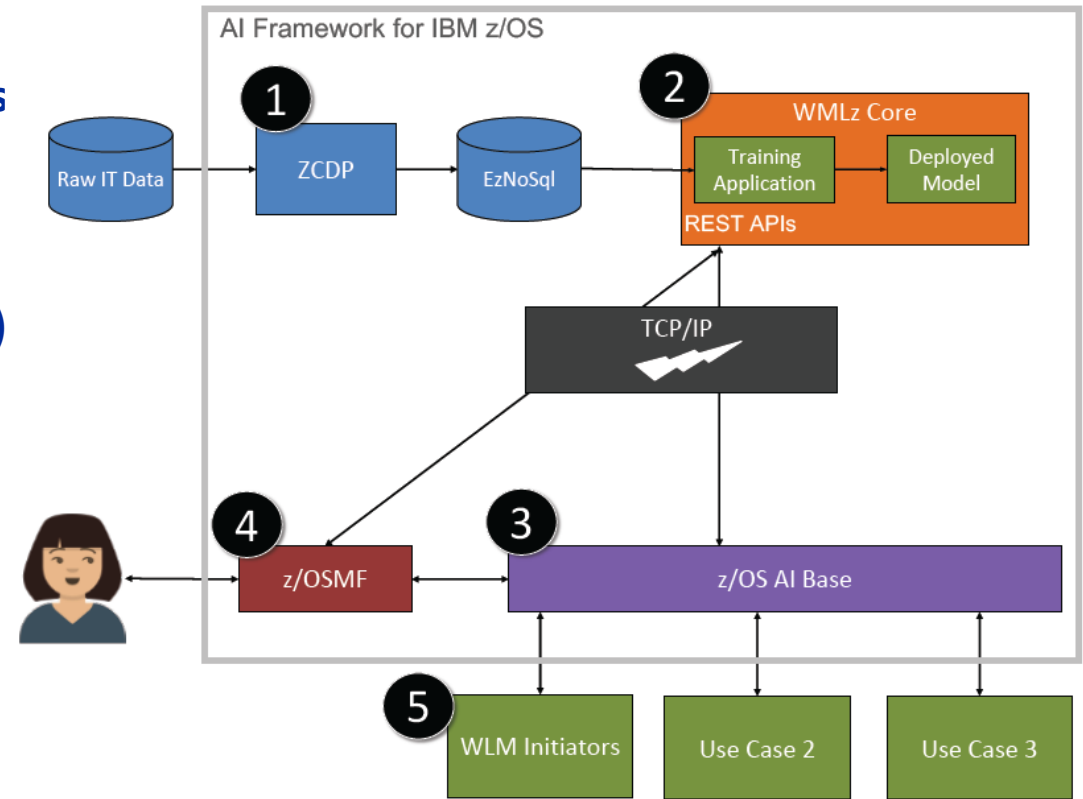 AI Framework for IBM z/OS
s
)
1
2
Raw IT Data
ZCDP
EzNoSql
WMLz Core
Training
Application
Deployed
Model
REST APIs
TCP/IP
4
3
z/OSMF
z/OS AI Base
5
WLM Initiators
Use Case 2
Use Case 3